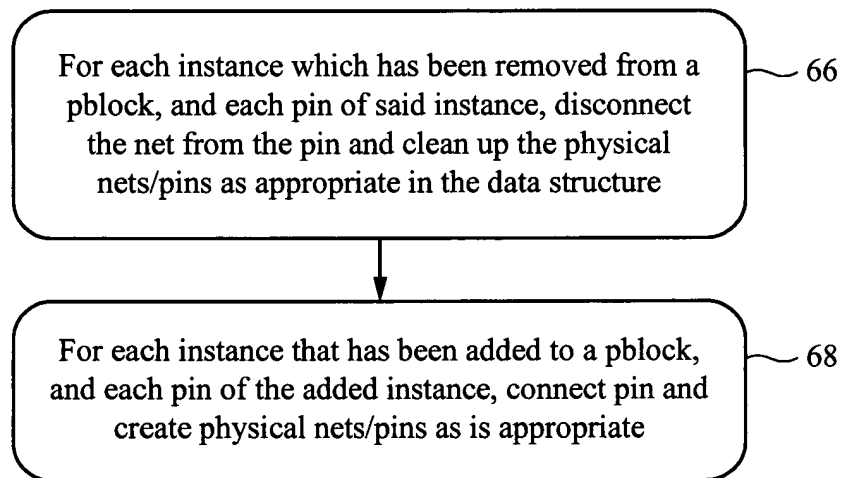 For each instance which has been removed from a
pblock, and each pin of said instance, disconnect
the net from the pin and clean up the physical
nets/pins as appropriate in the data structure
66
For each instance that has been added to a pblock,
and each pin of the added instance, connect pin and
create physical nets/pins as is appropriate
68